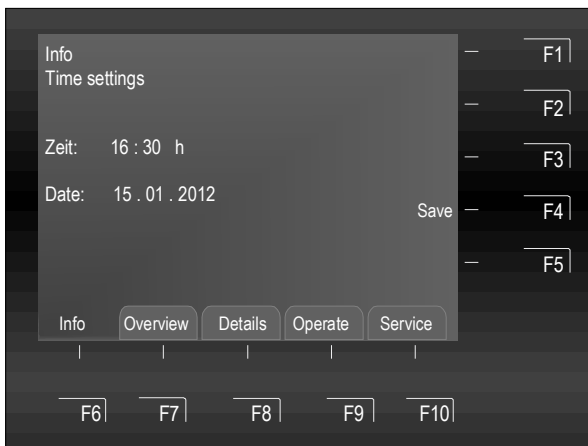 Info
Time settings
Zeit: 16 : 30 h
Date: 15 . 01 . 2012
Save
F1
F2
F3
F4
F5
Info Overview Details Operate Service
F6 F7 F8 F9 F10